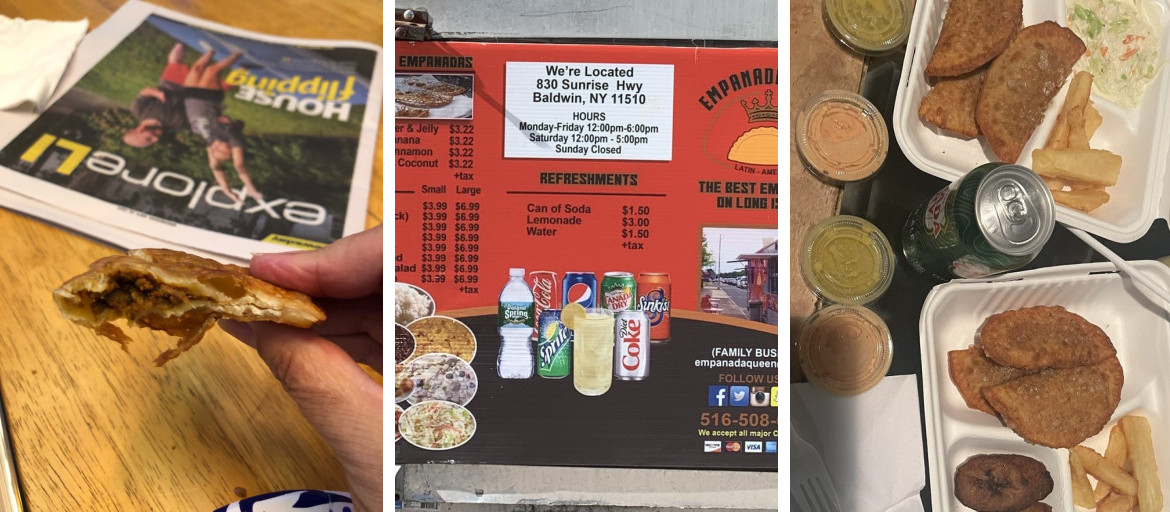 HOUSE
flipping
exploreLI
EMPANADAS
er & Jelly $3.22
nana $3.22
nnamon $3.22
Coconut $3.22
+tax
Small Large
$3.99 $6.99
ck) $3.99 $6.99
$3.99 $6.99
$3.99 $6.99
$3.99 $6.99
d $3.99 $6.99
alad $3.99 $6.99
+tax
We're Located
830 Sunrise Hwy
Baldwin, NY 11510
HOURS
Monday-Friday 12:00pm-6:00pm
Saturday 12:00pm - 5:00pm
Sunday Closed
REFRESHMENTS
Can of Soda $1.50
Lemonade $3.00
Water $1.50
+tax
Poland
Spring
Coca-Cola
Sprite
CANADA
DRY
Sunkist
Diet
Coke
EMPANADA
LATIN - AME
THE BEST EM
ON LONG IS
(FAMILY BUS
empanadaqueen
FOLLOW US
516-508-
We accept all major C
VISA